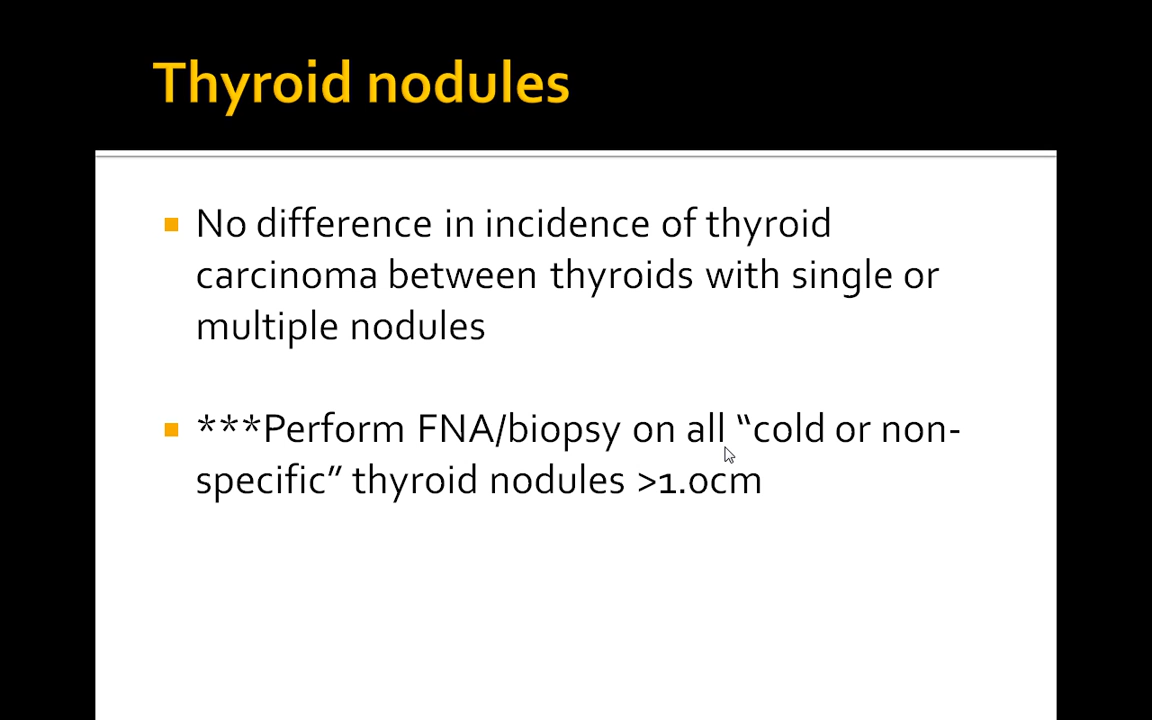 Thyroid nodules
No difference in incidence of thyroid
carcinoma between thyroids with single or
multiple nodules
***Perform FNA/biopsy on all “cold or non-
specific” thyroid nodules >1.0cm